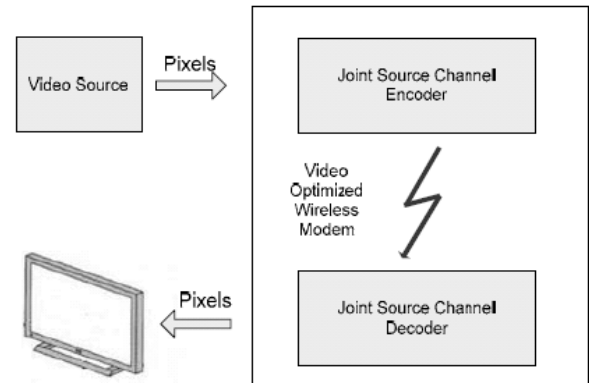 Video Source
Pixels
Joint Source Channel
Encoder
Video
Optimized
Wireless
Modem
Pixels
Joint Source Channel
Decoder